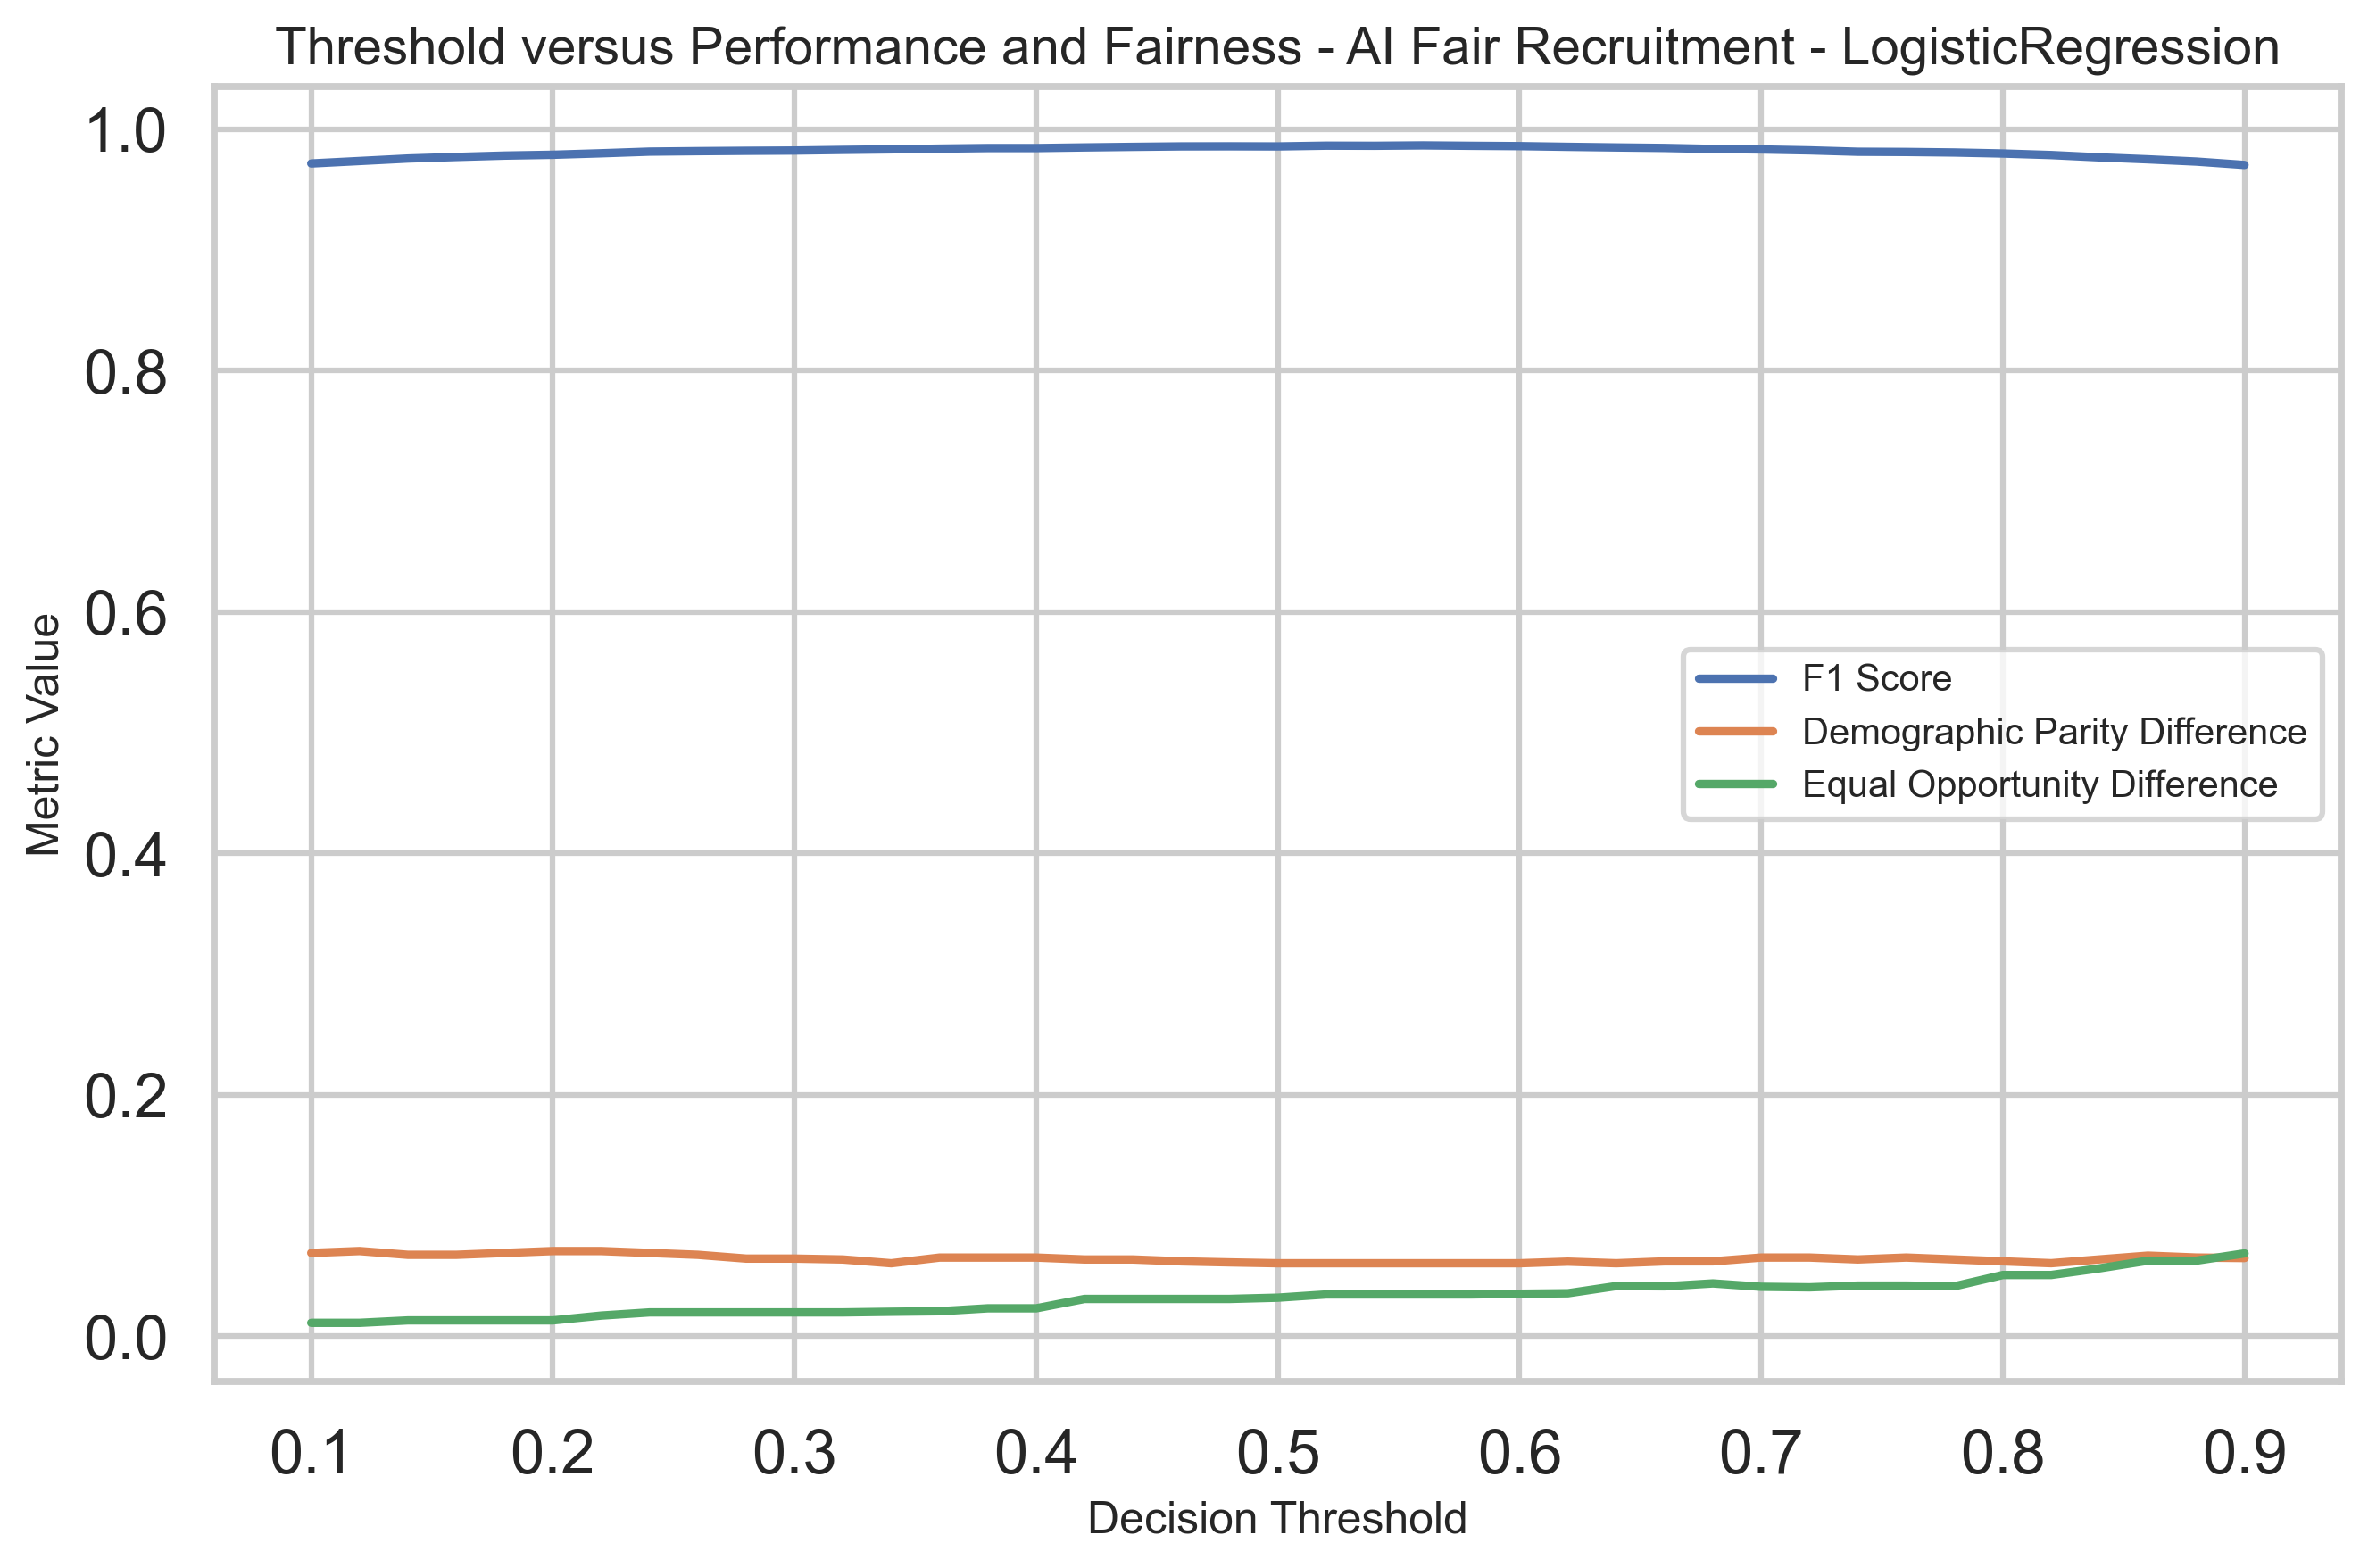 Threshold versus Performance and Fairness - AI Fair Recruitment - LogisticRegression
1.0
0.8
0.6
0.4
0.2
0.0
Metric Value
F1 Score
Demographic Parity Difference
Equal Opportunity Difference
0.1 0.2 0.3 0.4 0.5 0.6 0.7 0.8 0.9
Decision Threshold